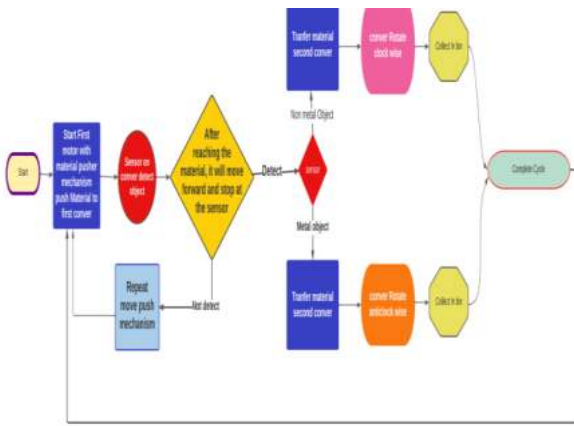 Start
Start First
motor with
material pusher
mechanism
push Material to
first conver
Sensor on
conver detect
object
After
reaching the
material, it will move
forward and stop at
the sensor
Detect
Not detect
Repeat
move push
mechanism
sensor
Non metal Object
Tranfer material
second conver
conver Rotate
clock wise
Collect In bin
Metal object
Tranfer material
second conver
conver Rotate
anticlock wise
Collect In bin
Complete Cycle